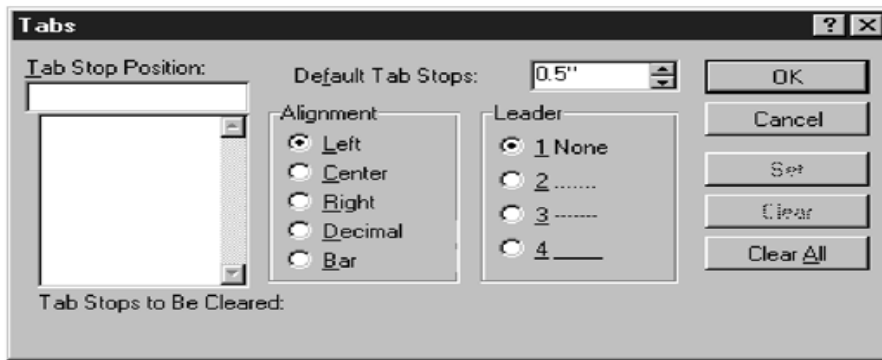 Tabs
Tab Stop Position:
Default Tab Stops: 0.5"
Alignment
Left
Center
Right
Decimal
Bar
Leader
1 None
2 .......
3 -------
4 ____
OK
Cancel
Set
Clear
Clear All
Tab Stops to Be Cleared: